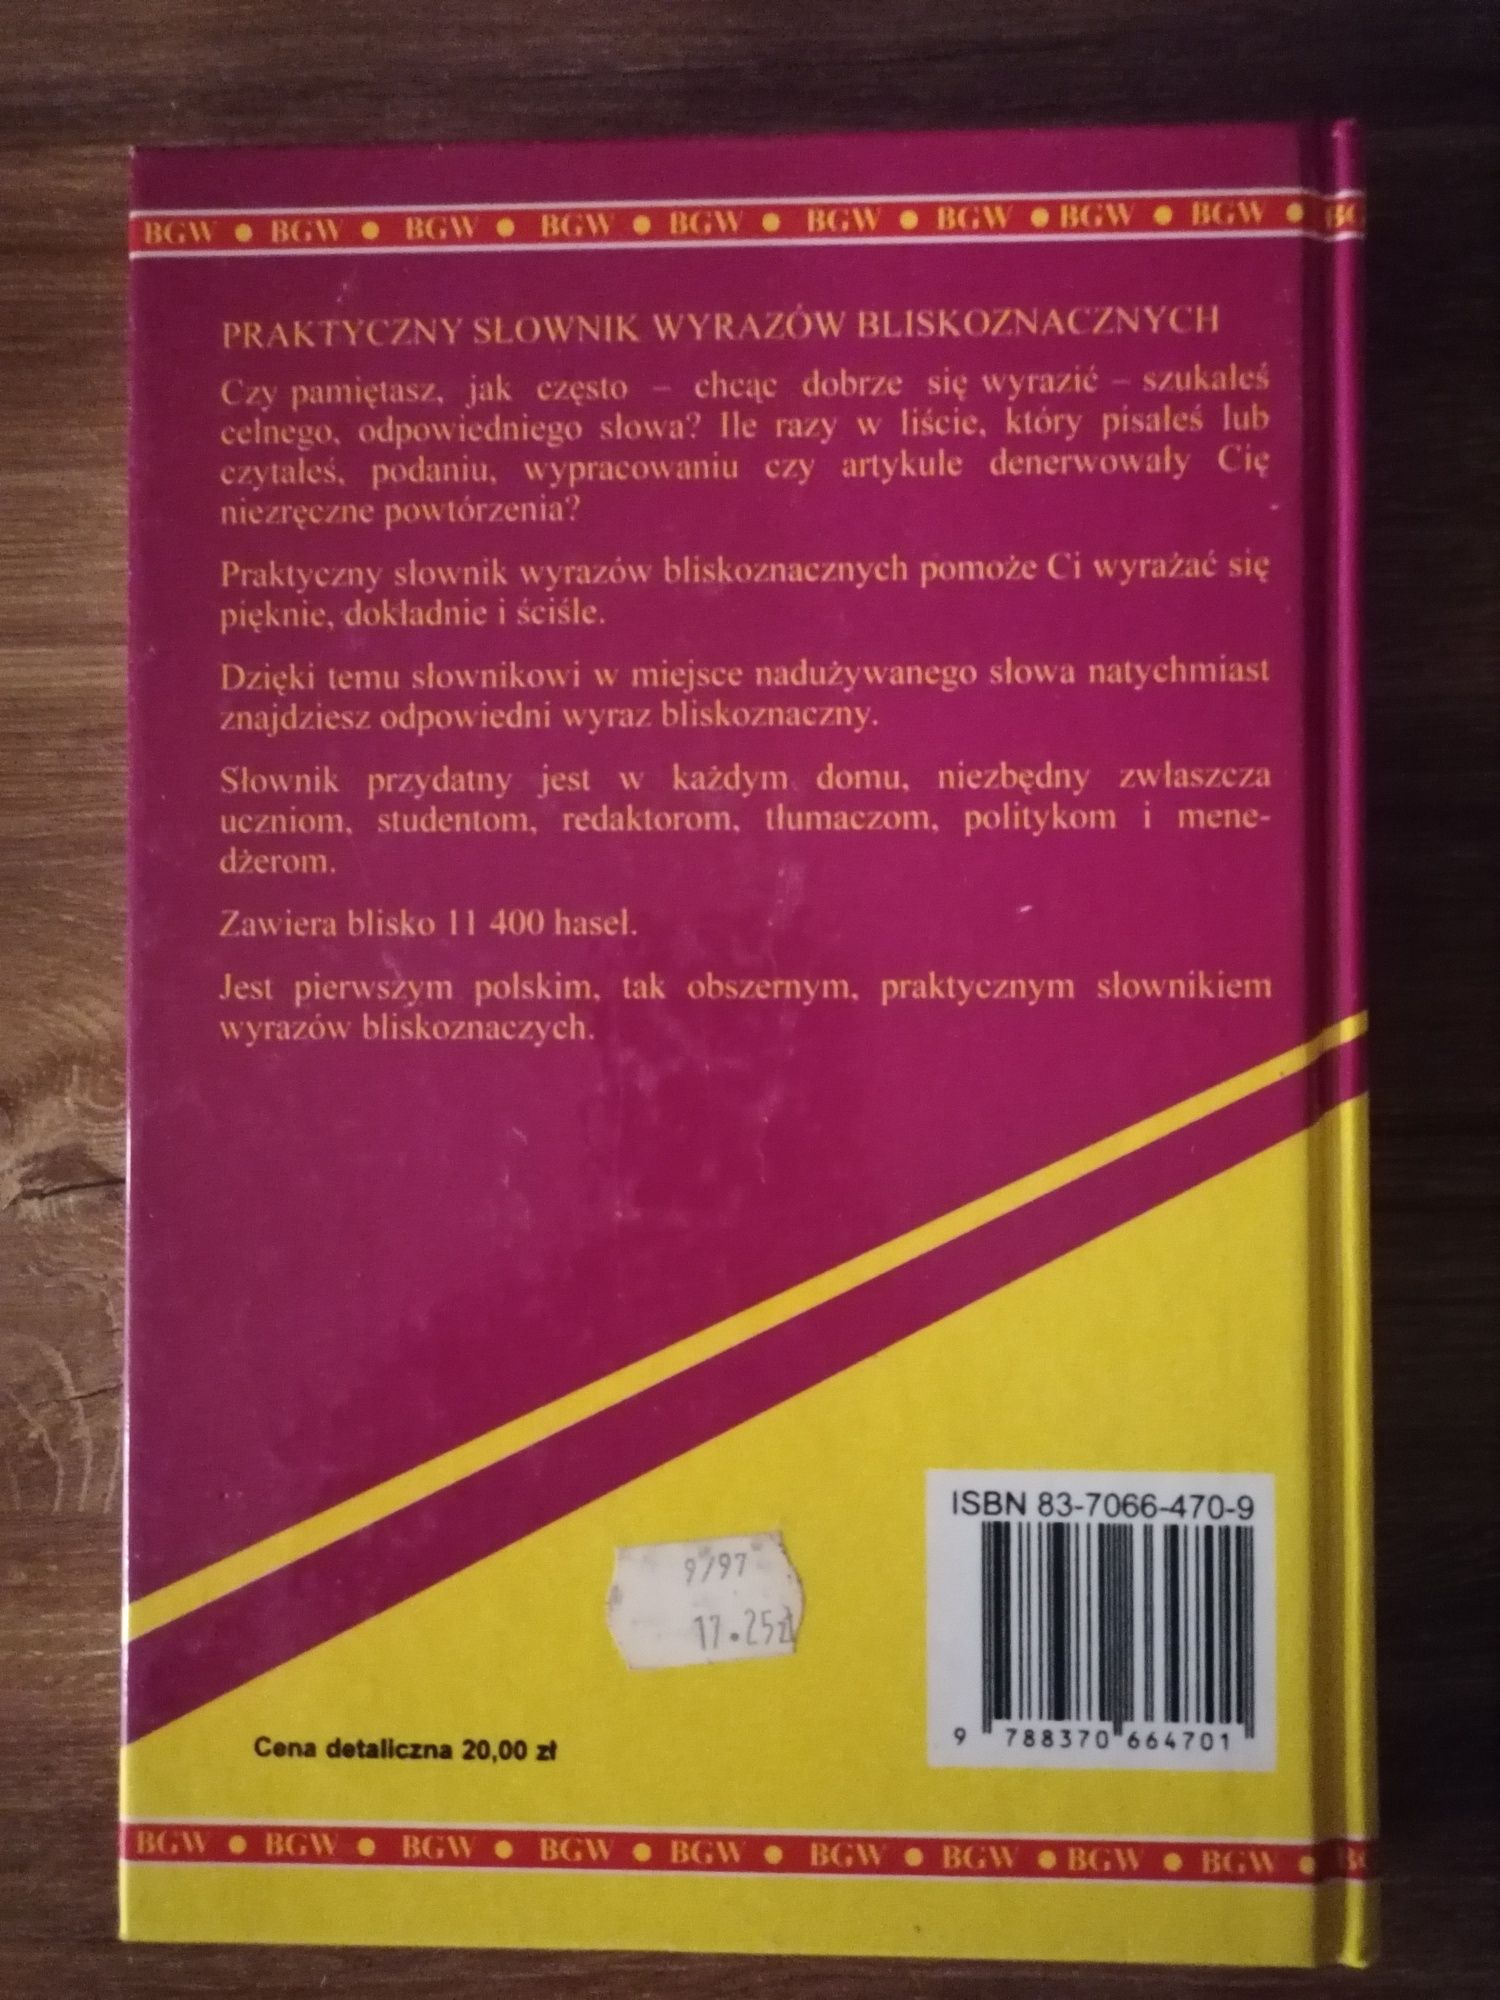 BGW • BGW • BGW • BGW • BGW • BGW • BGW • BGW • BGW • BG
PRAKTYCZNY SŁOWNIK WYRAZÓW BLISKOZNACZNYCH
Czy pamiętasz, jak często – chcąc dobrze się wyrazić – szukałeś
celnego, odpowiedniego słowa? Ile razy w liście, który pisałeś lub
czytałeś, podaniu, wypracowaniu czy artykule denerwowały Cię
niezręczne powtórzenia?
Praktyczny słownik wyrazów bliskoznacznych pomoże Ci wyrażać się
pięknie, dokładnie i ściśle.
Dzięki temu słownikowi w miejsce nadużywanego słowa natychmiast
znajdziesz odpowiedni wyraz bliskoznaczny.
Słownik przydatny jest w każdym domu, niezbędny zwłaszcza
uczniom, studentom, redaktorom, tłumaczom, politykom i mene-
dżerom.
Zawiera blisko 11 400 haseł.
Jest pierwszym polskim, tak obszernym, praktycznym słownikiem
wyrazów bliskoznaczych.
ISBN 83-7066-470-9
9/97
17.25zł
9 788370 664701
Cena detaliczna 20,00 zł
BGW • BGW • BGW • BGW • BGW • BGW • BGW • BGW • BGW •